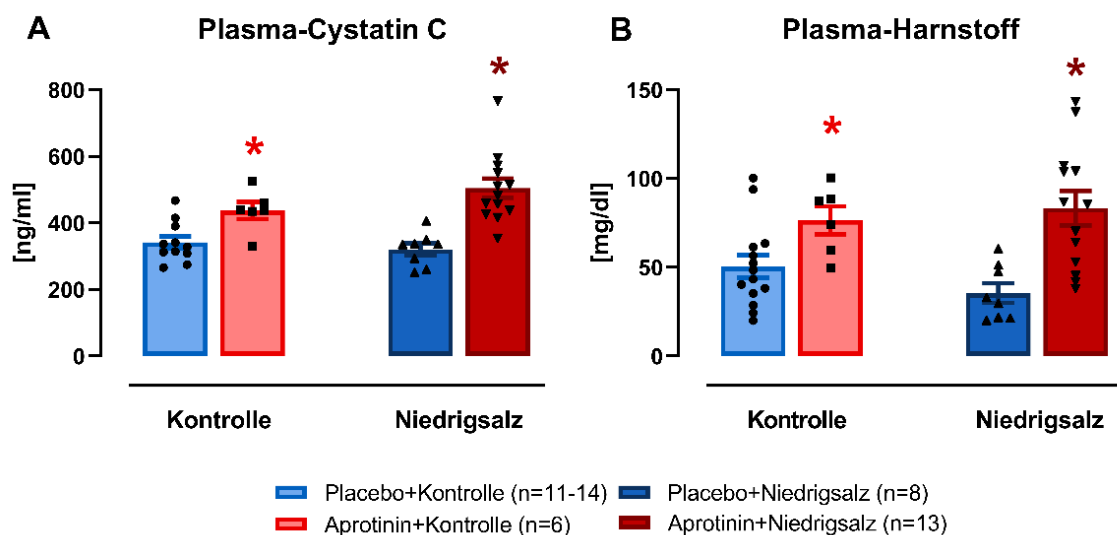 A Plasma-Cystatin C
800
600
400
200
0
[ng/ml]
*
*
Kontrolle Niedrigsalz
B Plasma-Harnstoff
150
100
50
0
[mg/dl]
*
*
Kontrolle Niedrigsalz
Placebo+Kontrolle (n=11-14) Placebo+Niedrigsalz (n=8)
Aprotinin+Kontrolle (n=6) Aprotinin+Niedrigsalz (n=13)